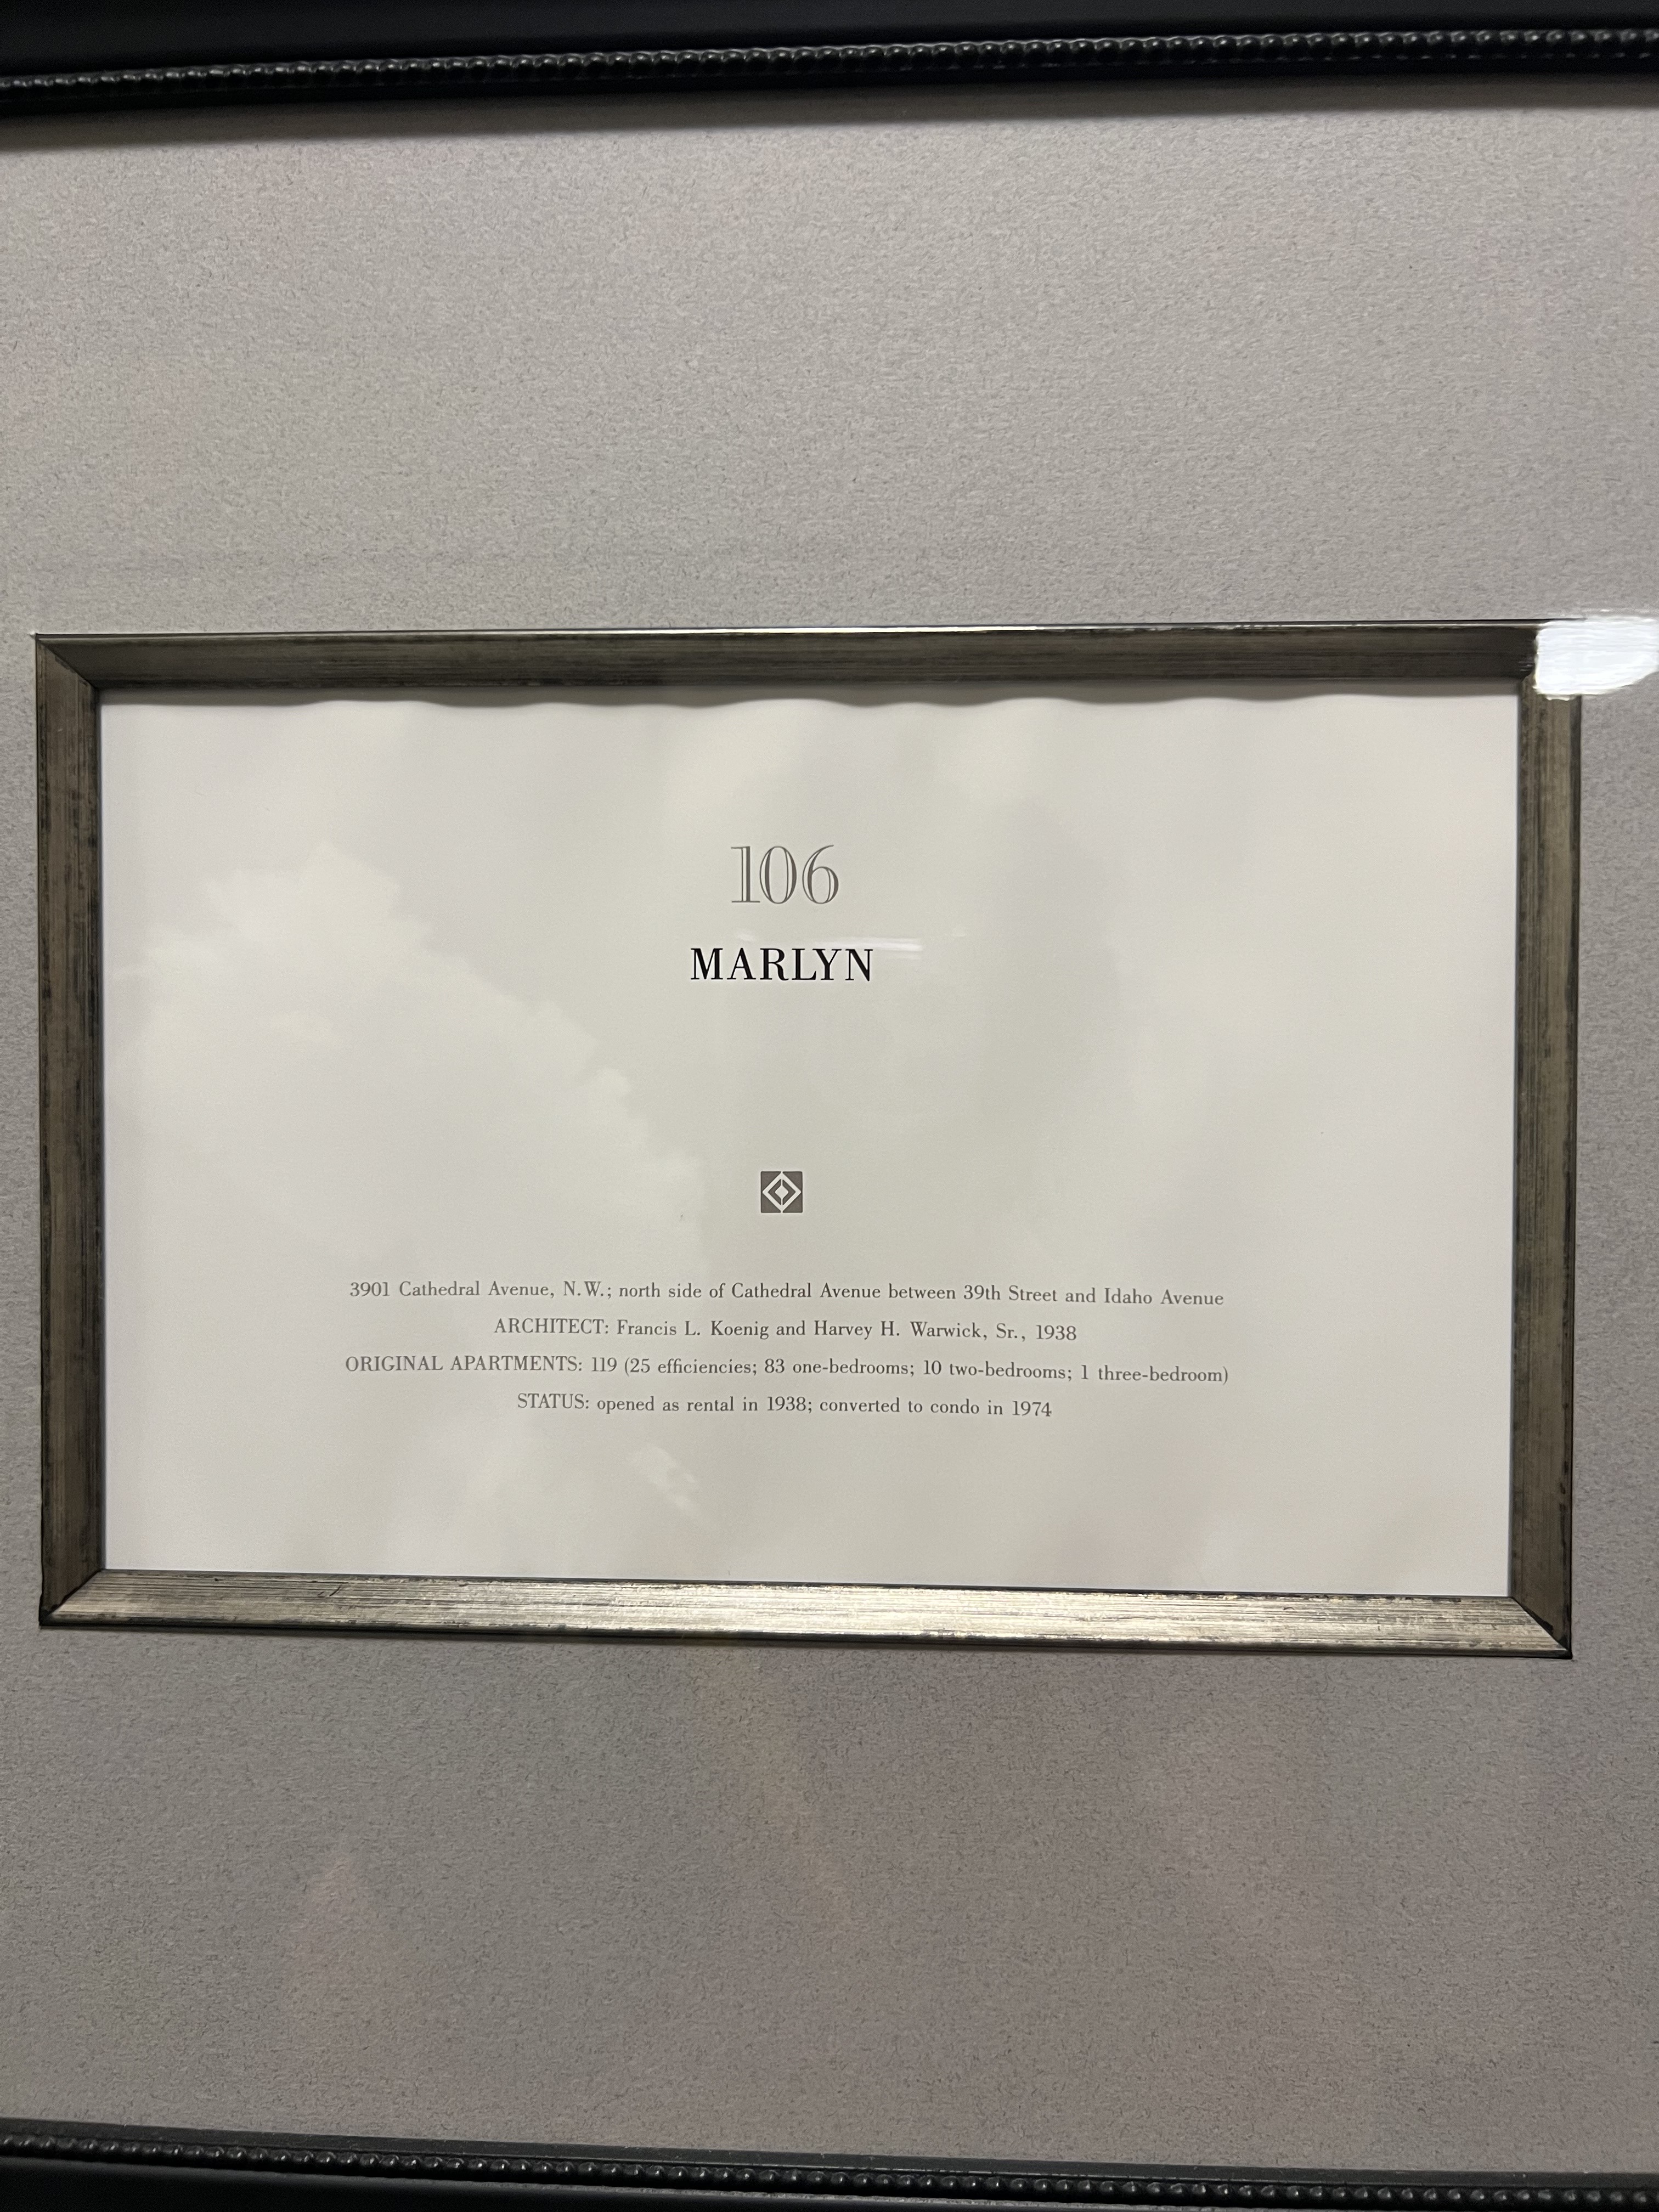 106
MARLYN
3901 Cathedral Avenue, N.W.; north side of Cathedral Avenue between 39th Street and Idaho Avenue
ARCHITECT: Francis L. Koenig and Harvey H. Warwick, Sr., 1938
ORIGINAL APARTMENTS: 119 (25 efficiencies; 83 one-bedrooms; 10 two-bedrooms; 1 three-bedroom)
STATUS: opened as rental in 1938; converted to condo in 1974